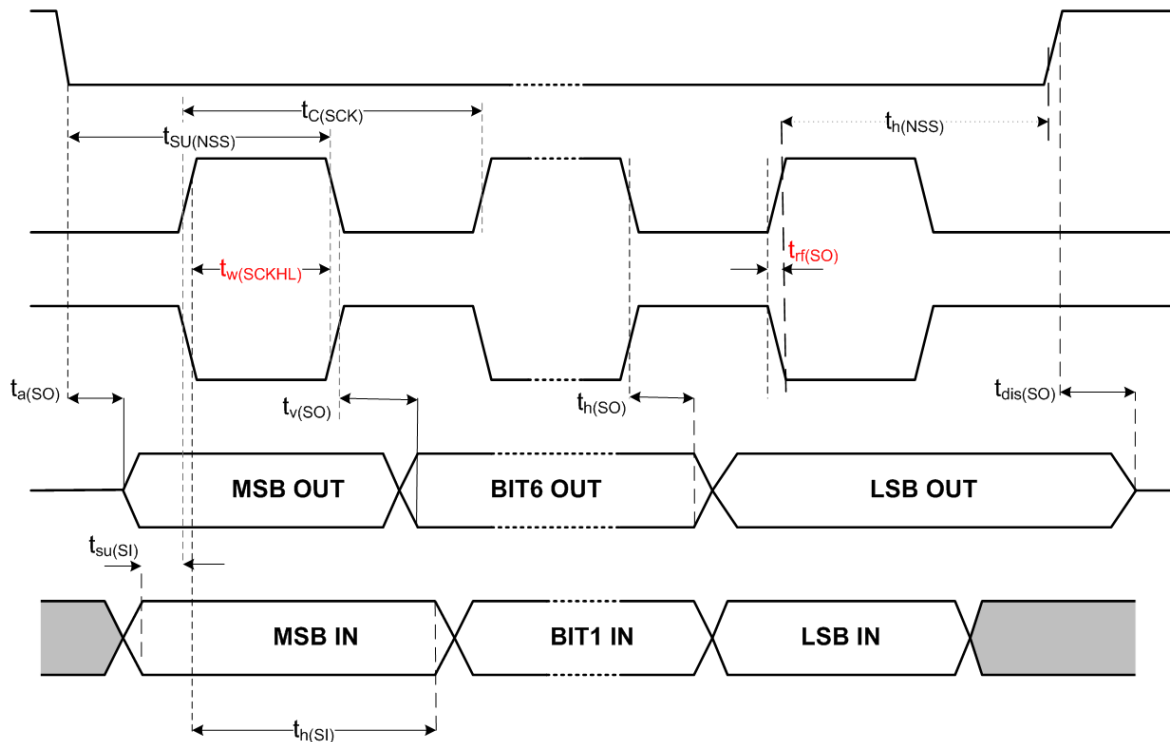 tC(SCK)
tSU(NSS)
th(NSS)
tw(SCKHL)
trf(SO)
ta(SO)
tv(SO)
th(SO)
tdis(SO)
MSB OUT
BIT6 OUT
LSB OUT
tsu(SI)
MSB IN
BIT1 IN
LSB IN
th(SI)